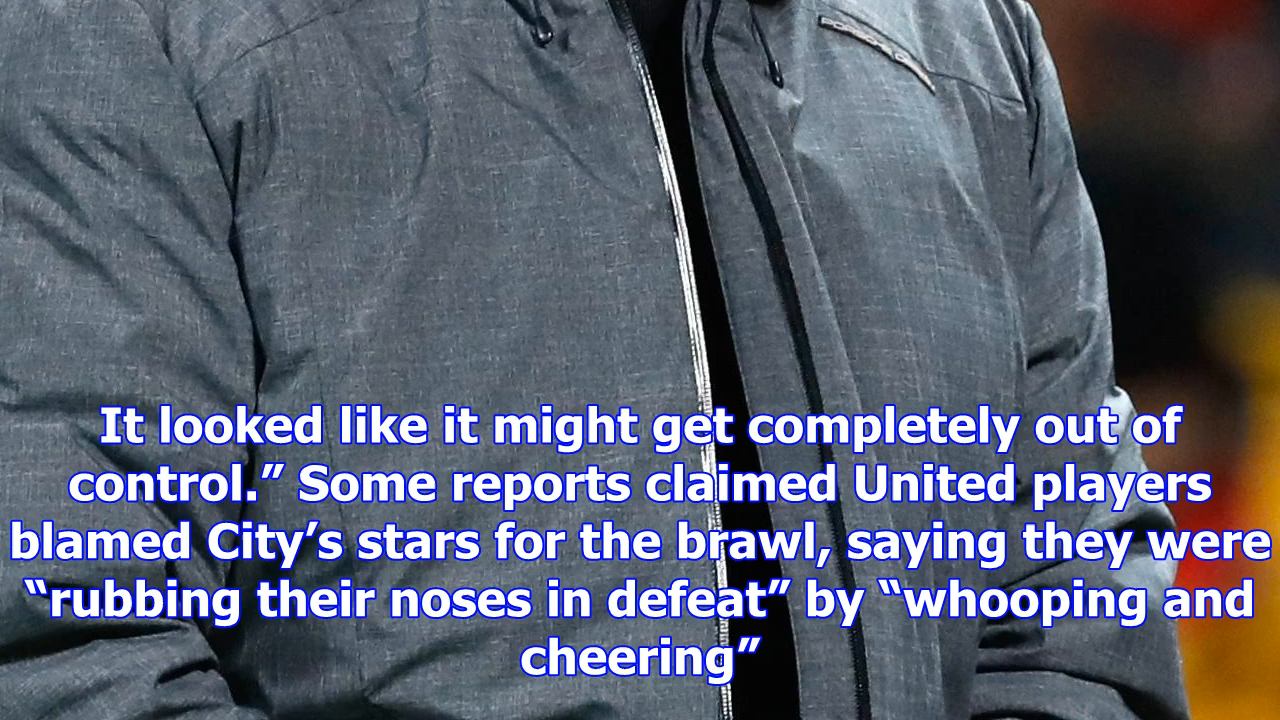 It looked like it might get completely out of
control.” Some reports claimed United players
blamed City’s stars for the brawl, saying they were
“rubbing their noses in defeat” by “whooping and
cheering”